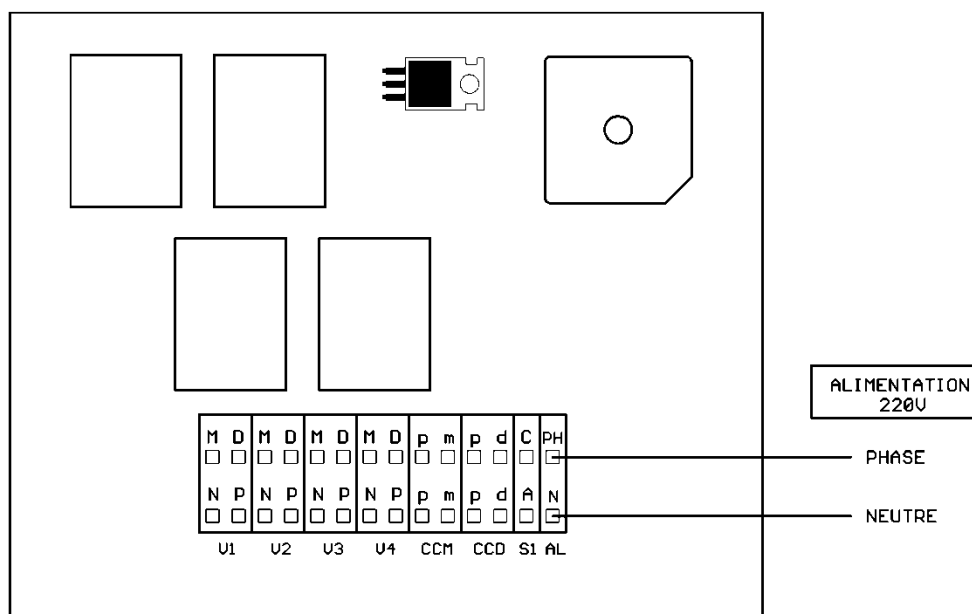 ALIMENTATION
220V
M D M D M D M D p m p d C PH
PHASE
N P N P N P N P p m p d A N
NEUTRE
V1 V2 V3 V4 CCM CCD S1 AL